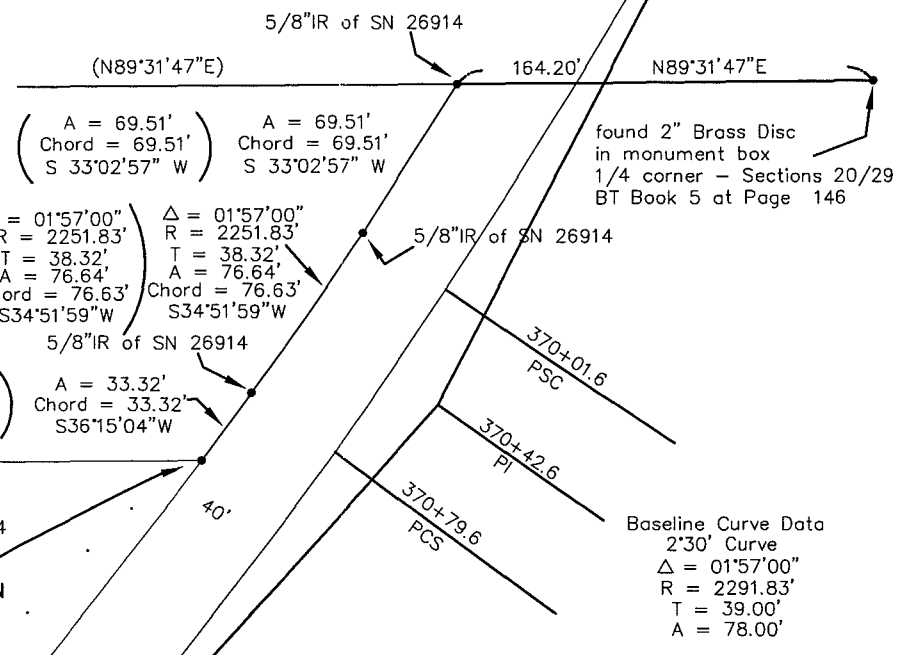 5/8"IR of SN 26914
(N89°31'47"E)
164.20'
N89°31'47"E
A = 69.51'
Chord = 69.51'
S 33°02'57" W
A = 69.51'
Chord = 69.51'
S 33°02'57" W
found 2" Brass Disc
in monument box
1/4 corner – Sections 20/29
BT Book 5 at Page 146
= 01°57'00"
R = 2251.83'
T = 38.32'
A = 76.64'
ord = 76.63'
S34°51'59"W
Δ = 01°57'00"
R = 2251.83'
T = 38.32'
A = 76.64'
Chord = 76.63'
S34°51'59"W
5/8"IR of SN 26914
5/8"IR of SN 26914
A = 33.32'
Chord = 33.32'
S36°15'04"W
370+01.6
PSC
370+42.6
PI
370+79.6
PCS
40'
4
N
Baseline Curve Data
2°30' Curve
Δ = 01°57'00"
R = 2291.83'
T = 39.00'
A = 78.00'